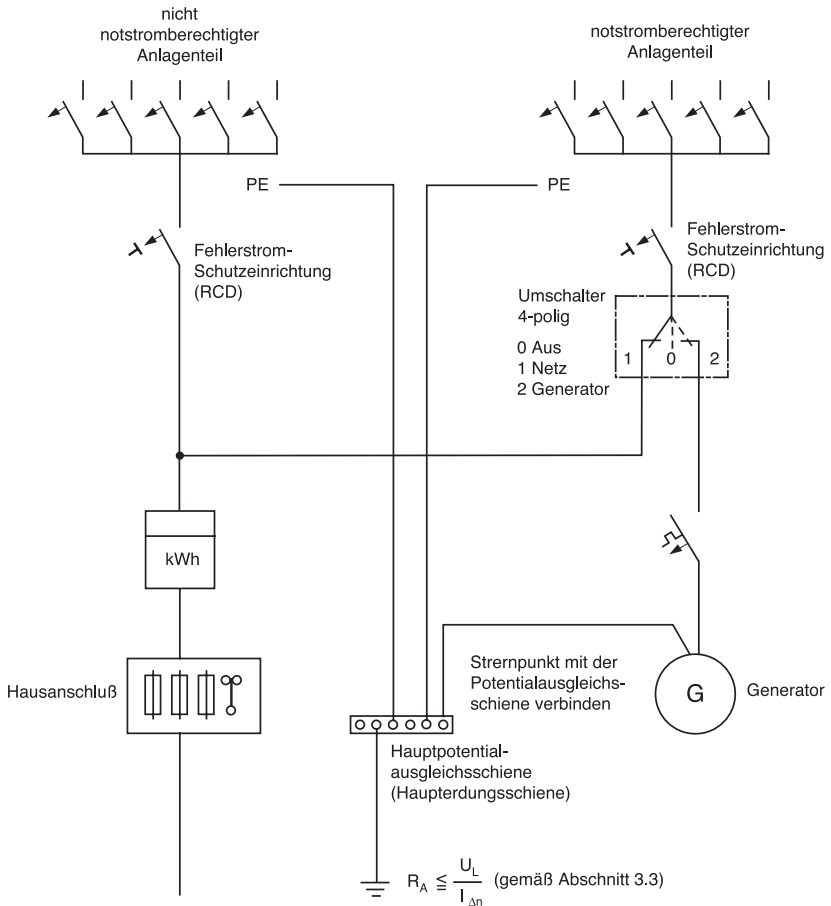 nicht
notstromberechtigter
Anlagenteil
notstromberechtigter
Anlagenteil
PE
PE
Fehlerstrom-
Schutzeinrichtung
(RCD)
Fehlerstrom-
Schutzeinrichtung
(RCD)
Umschalter
4-polig
0 Aus
1 Netz
2 Generator
1 0 2
kWh
Hausanschluß
Strernpunkt mit der
Potentialausgleichs-
schiene verbinden
G
Generator
Hauptpotential-
ausgleichsschiene
(Haupterdungsschiene)
R_A ≦ U_L / I_Δn (gemäß Abschnitt 3.3)